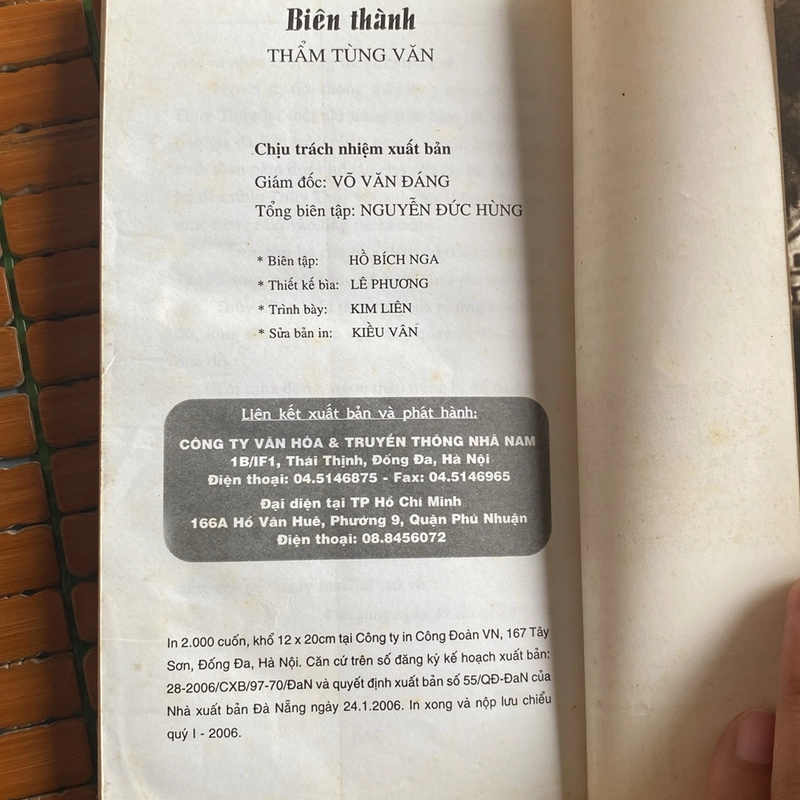 Biên thành
THẨM TÙNG VĂN
Chịu trách nhiệm xuất bản
Giám đốc: VÕ VĂN ĐÁNG
Tổng biên tập: NGUYỄN ĐỨC HÙNG
* Biên tập: HỒ BÍCH NGA
* Thiết kế bìa: LÊ PHƯƠNG
* Trình bày: KIM LIÊN
* Sửa bản in: KIỀU VÂN
Liên kết xuất bản và phát hành:
CÔNG TY VĂN HÓA & TRUYỀN THÔNG NHÃ NAM
1B/IF1, Thái Thịnh, Đống Đa, Hà Nội
Điện thoại: 04.5146875 - Fax: 04.5146965
Đại diện tại TP Hồ Chí Minh
166A Hồ Văn Huê, Phường 9, Quận Phú Nhuận
Điện thoại: 08.8456072
In 2.000 cuốn, khổ 12 x 20cm tại Công ty in Công Đoàn VN, 167 Tây
Sơn, Đống Đa, Hà Nội. Căn cứ trên số đăng ký kế hoạch xuất bản:
28-2006/CXB/97-70/ĐaN và quyết định xuất bản số 55/QĐ-ĐaN của
Nhà xuất bản Đà Nẵng ngày 24.1.2006. In xong và nộp lưu chiểu
quý I - 2006.